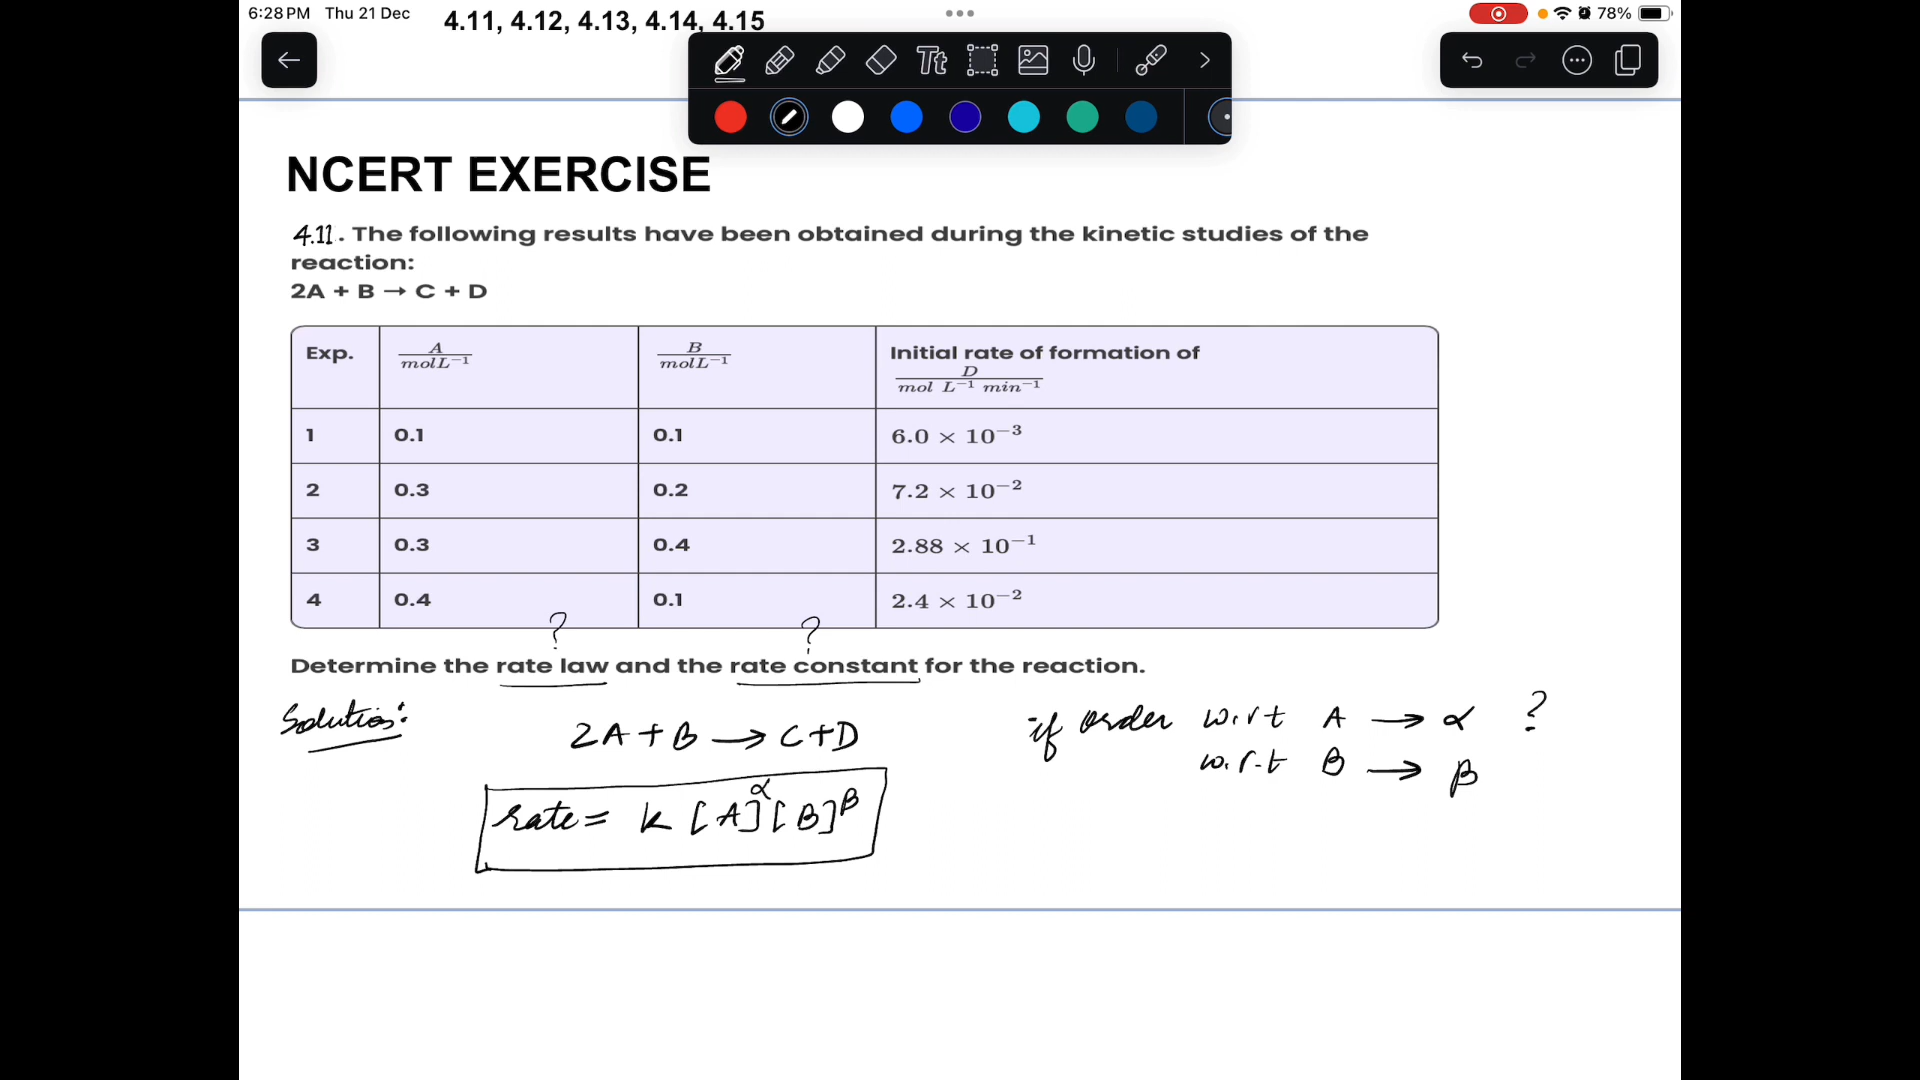 6:28 PM Thu 21 Dec
4.11, 4.12, 4.13, 4.14, 4.15
78%
Tt
NCERT EXERCISE
4.11. The following results have been obtained during the kinetic studies of the
reaction:
2A + B → C + D
Exp. A/molL⁻¹ B/molL⁻¹ Initial rate of formation of D/mol L⁻¹ min⁻¹
1 0.1 0.1 6.0 × 10⁻³
2 0.3 0.2 7.2 × 10⁻²
3 0.3 0.4 2.88 × 10⁻¹
4 0.4 0.1 2.4 × 10⁻²
? ?
Determine the rate law and the rate constant for the reaction.
Solution:
2A + B → C + D
rate = k [A]^α [B]^β
if order w.r.t A → α ?
w.r.t B → β